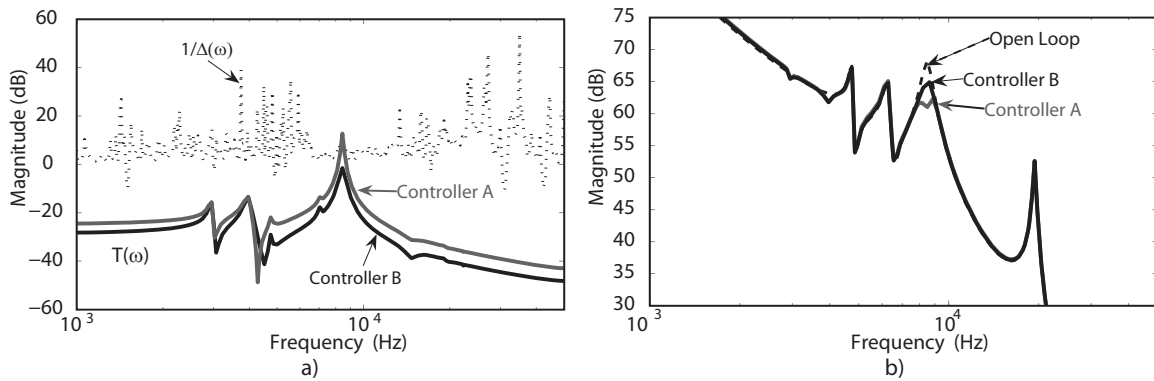 60
40
20
0
−20
−40
−60
Magnitude (dB)
1/Δ(ω)
Controller A
T(ω)
Controller B
10 3
10 4
Frequency (Hz)
a)
75
70
65
60
55
50
45
40
35
30
Magnitude (dB)
Open Loop
Controller B
Controller A
10 3
10 4
Frequency (Hz)
b)